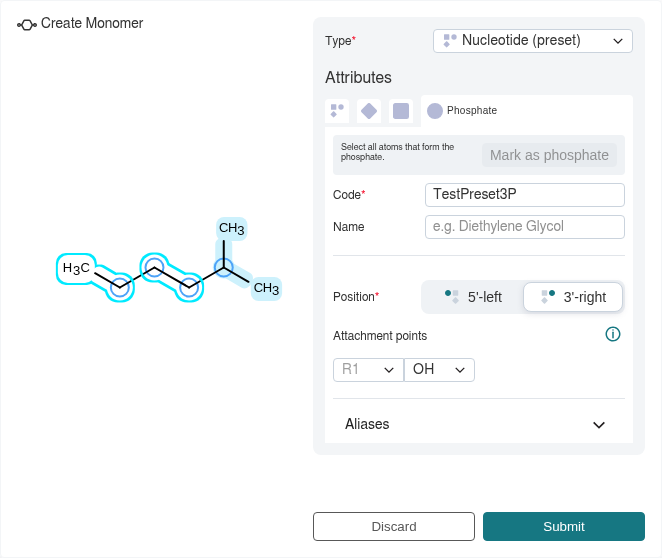 Create Monomer
Type*
Nucleotide (preset)
Attributes
Phosphate
Select all atoms that form the
phosphate.
Mark as phosphate
Code*
TestPreset3P
Name
e.g. Diethylene Glycol
Position*
5'-left
3'-right
Attachment points
R1
OH
Aliases
CH3
H3C
CH3
Discard
Submit